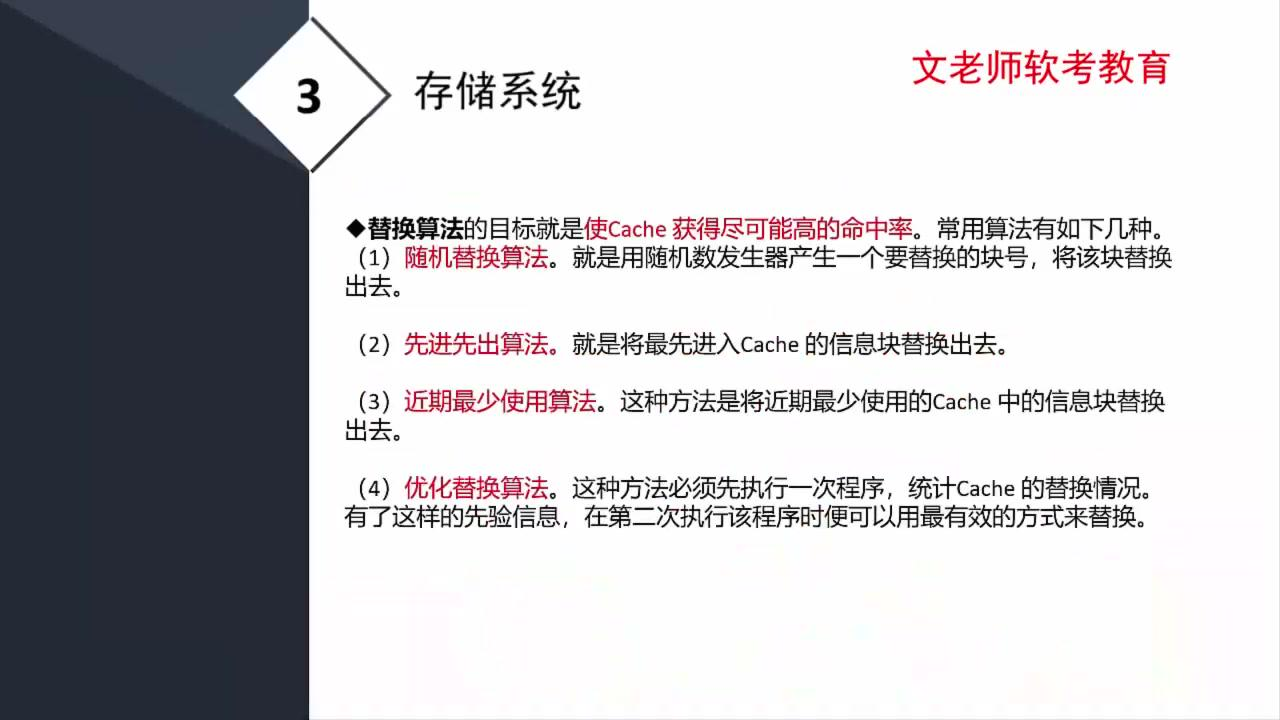 3
存储系统
文老师软考教育
◆替换算法的目标就是使Cache 获得尽可能高的命中率。常用算法有如下几种。
（1）随机替换算法。就是用随机数发生器产生一个要替换的块号，将该块替换
出去。
（2）先进先出算法。就是将最先进入Cache 的信息块替换出去。
（3）近期最少使用算法。这种方法是将近期最少使用的Cache 中的信息块替换
出去。
（4）优化替换算法。这种方法必须先执行一次程序，统计Cache 的替换情况。
有了这样的先验信息，在第二次执行该程序时便可以用最有效的方式来替换。